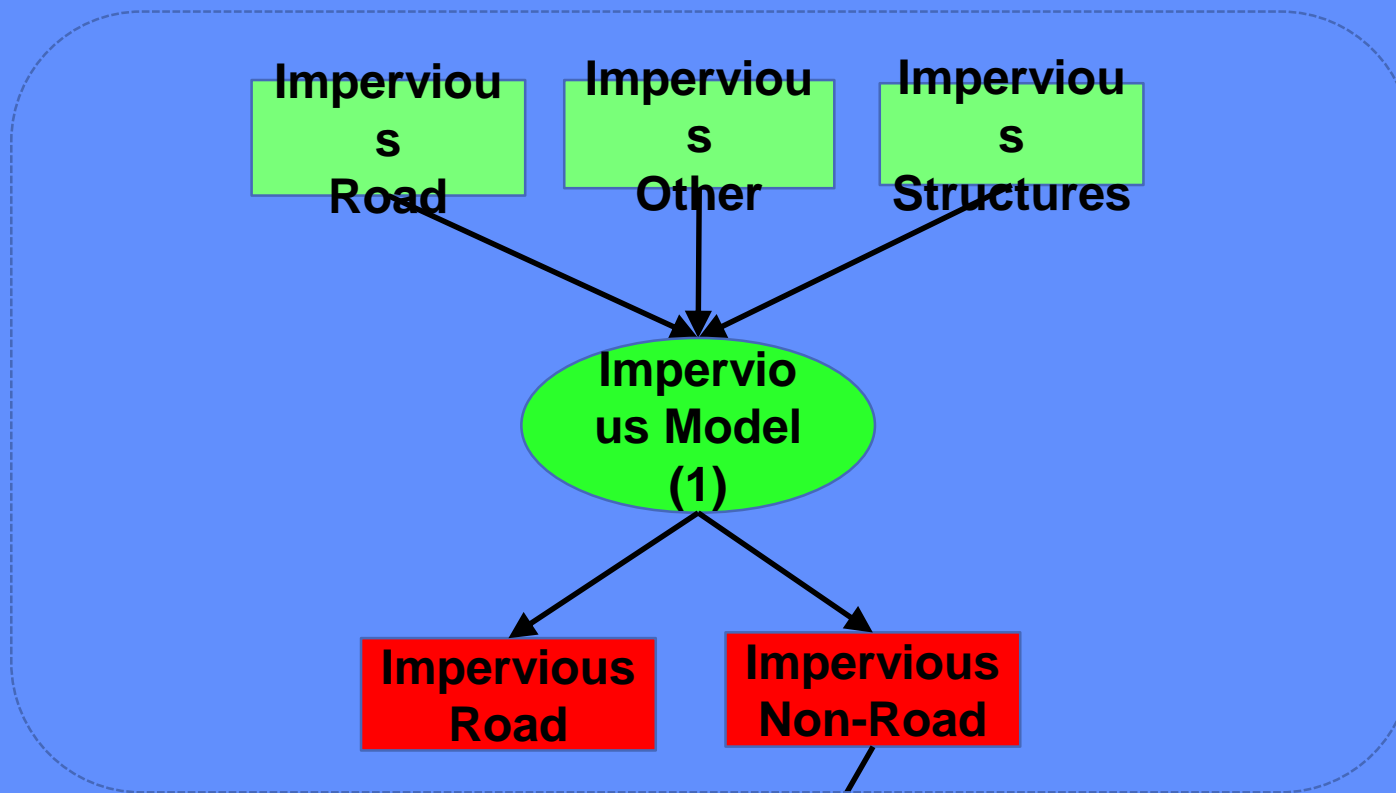 Imperviou
s
Road
Imperviou
s
Other
Imperviou
s
Structures
Impervio
us Model
(1)
Impervious
Road
Impervious
Non-Road